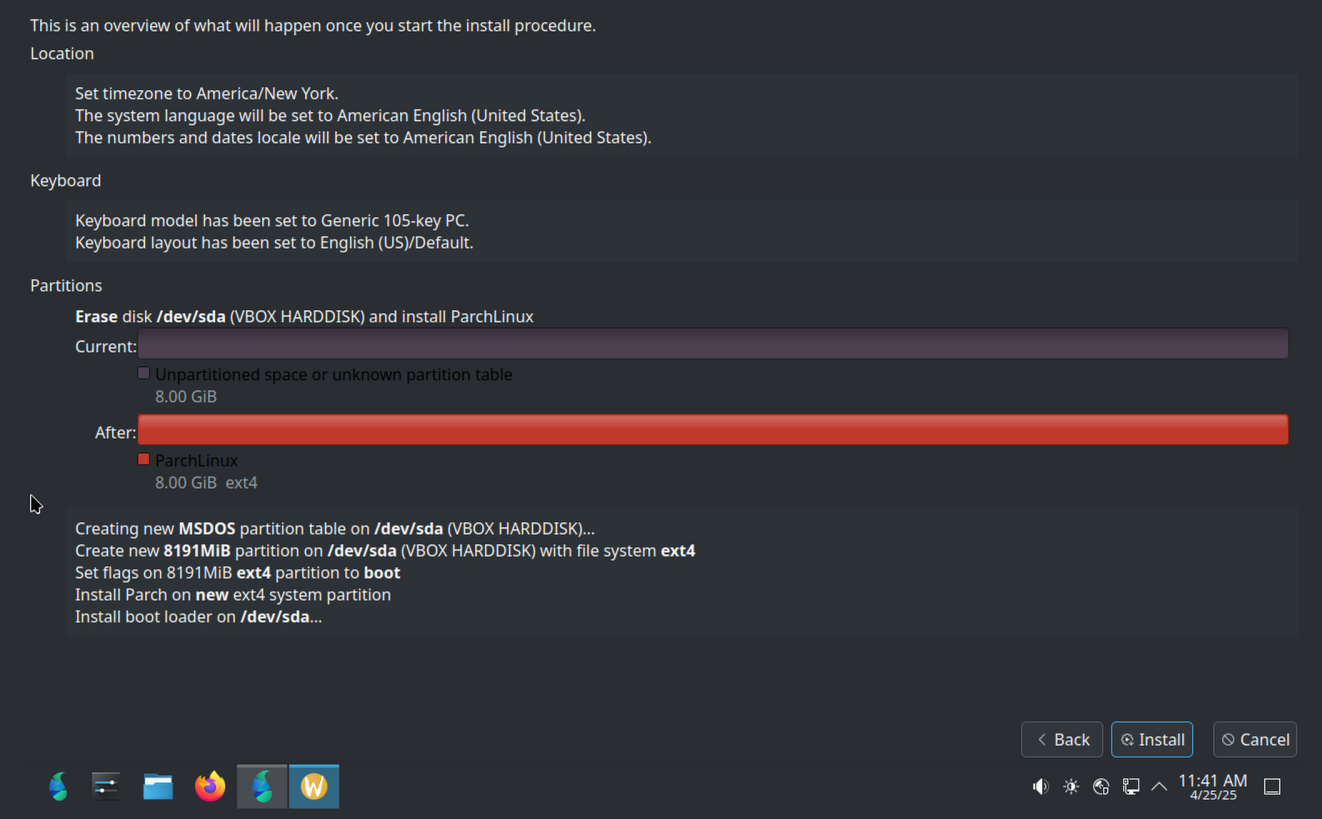 This is an overview of what will happen once you start the install procedure.
Location
Set timezone to America/New York.
The system language will be set to American English (United States).
The numbers and dates locale will be set to American English (United States).
Keyboard
Keyboard model has been set to Generic 105-key PC.
Keyboard layout has been set to English (US)/Default.
Partitions
Erase disk /dev/sda (VBOX HARDDISK) and install ParchLinux
Current:
Unpartitioned space or unknown partition table
8.00 GiB
After:
ParchLinux
8.00 GiB ext4
Creating new MSDOS partition table on /dev/sda (VBOX HARDDISK)...
Create new 8191MiB partition on /dev/sda (VBOX HARDDISK) with file system ext4
Set flags on 8191MiB ext4 partition to boot
Install Parch on new ext4 system partition
Install boot loader on /dev/sda...
Back Install Cancel
W
11:41 AM
4/25/25